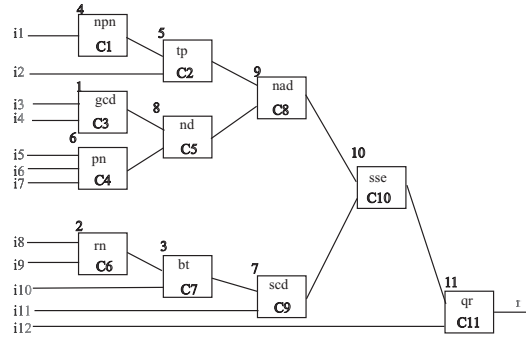 4
npn
i1
C1
5
tp
i2
C2
9
nad
C8
1
gcd
i3
i4
C3
8
nd
C5
6
pn
i5
i6
i7
C4
10
sse
C10
2
rn
i8
i9
C6
3
bt
i10
C7
7
scd
i11
C9
11
qr
i12
C11
r